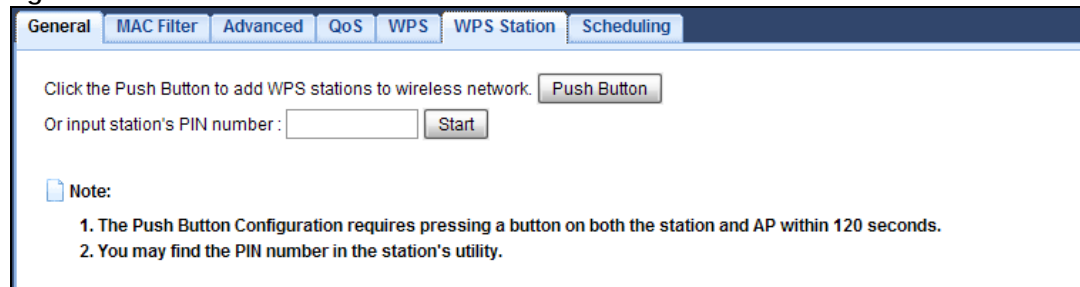 General MAC Filter Advanced QoS WPS WPS Station Scheduling
Click the Push Button to add WPS stations to wireless network. Push Button
Or input station's PIN number : Start
Note:
1. The Push Button Configuration requires pressing a button on both the station and AP within 120 seconds.
2. You may find the PIN number in the station's utility.